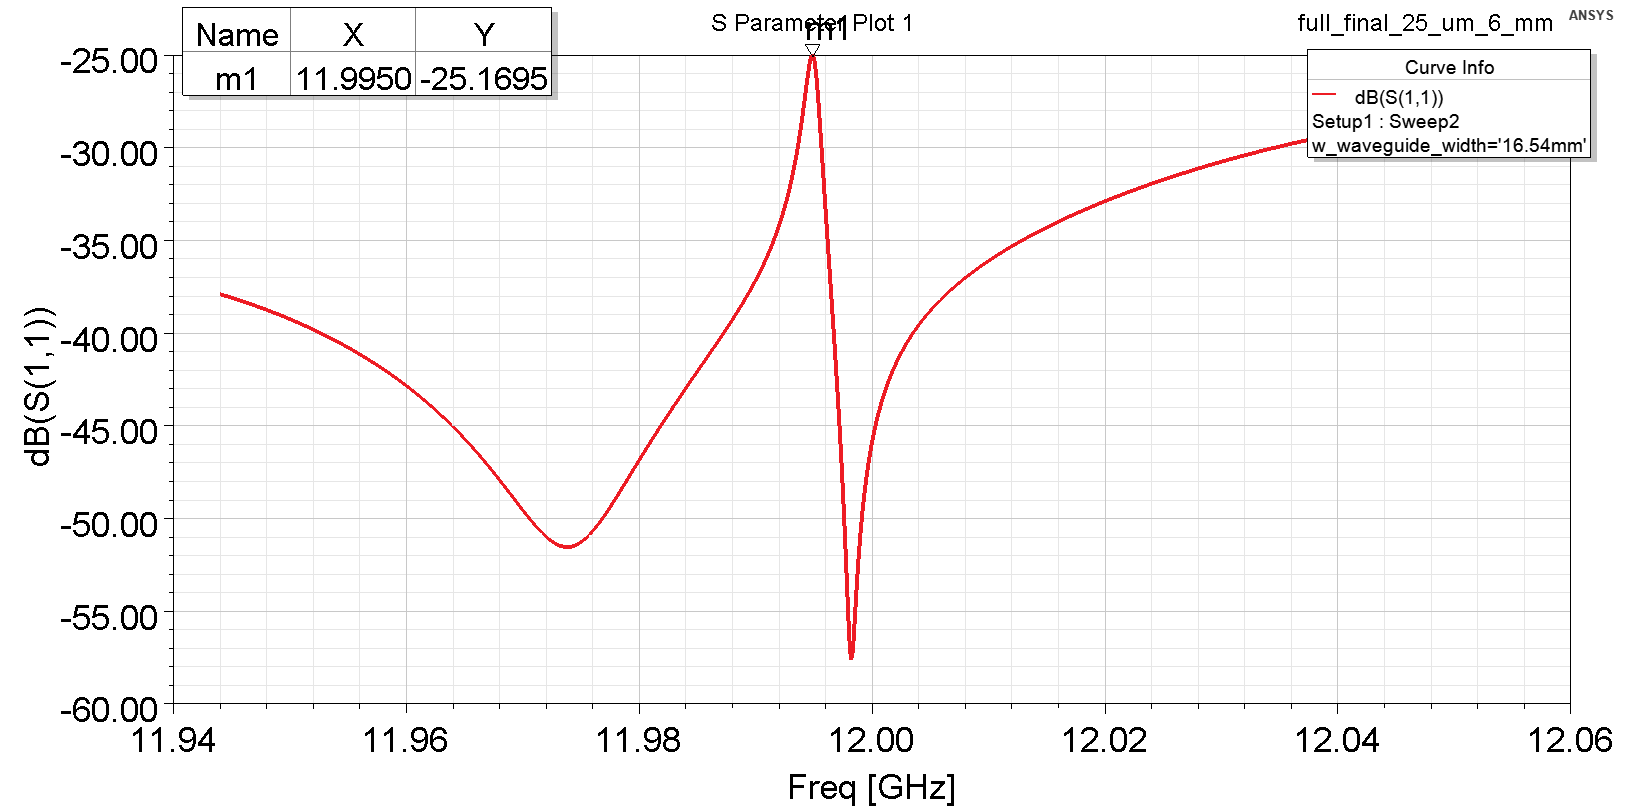 S Parameter Plot 1
full_final_25_um_6_mm
ANSYS
m1
Name X Y
m1 11.9950 -25.1695
Curve Info
dB(S(1,1))
Setup1 : Sweep2
w_waveguide_width='16.54mm'
dB(S(1,1))
-25.00
-30.00
-35.00
-40.00
-45.00
-50.00
-55.00
-60.00
11.94 11.96 11.98 12.00 12.02 12.04 12.06
Freq [GHz]